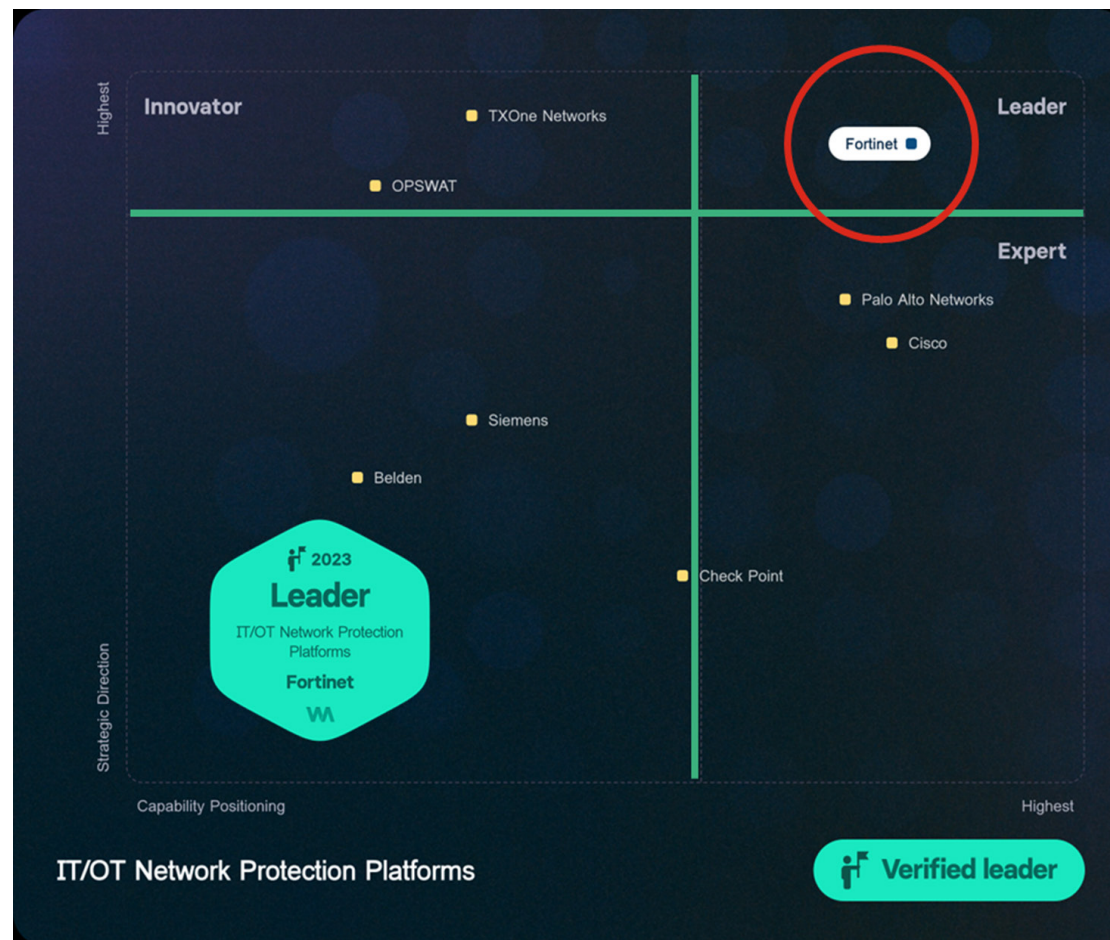 Highest
Innovator
Leader
TXOne Networks
Fortinet
OPSWAT
Expert
Palo Alto Networks
Cisco
Siemens
Belden
Check Point
2023
Leader
IT/OT Network Protection
Platforms
Fortinet
Strategic Direction
Capability Positioning
Highest
IT/OT Network Protection Platforms
Verified leader